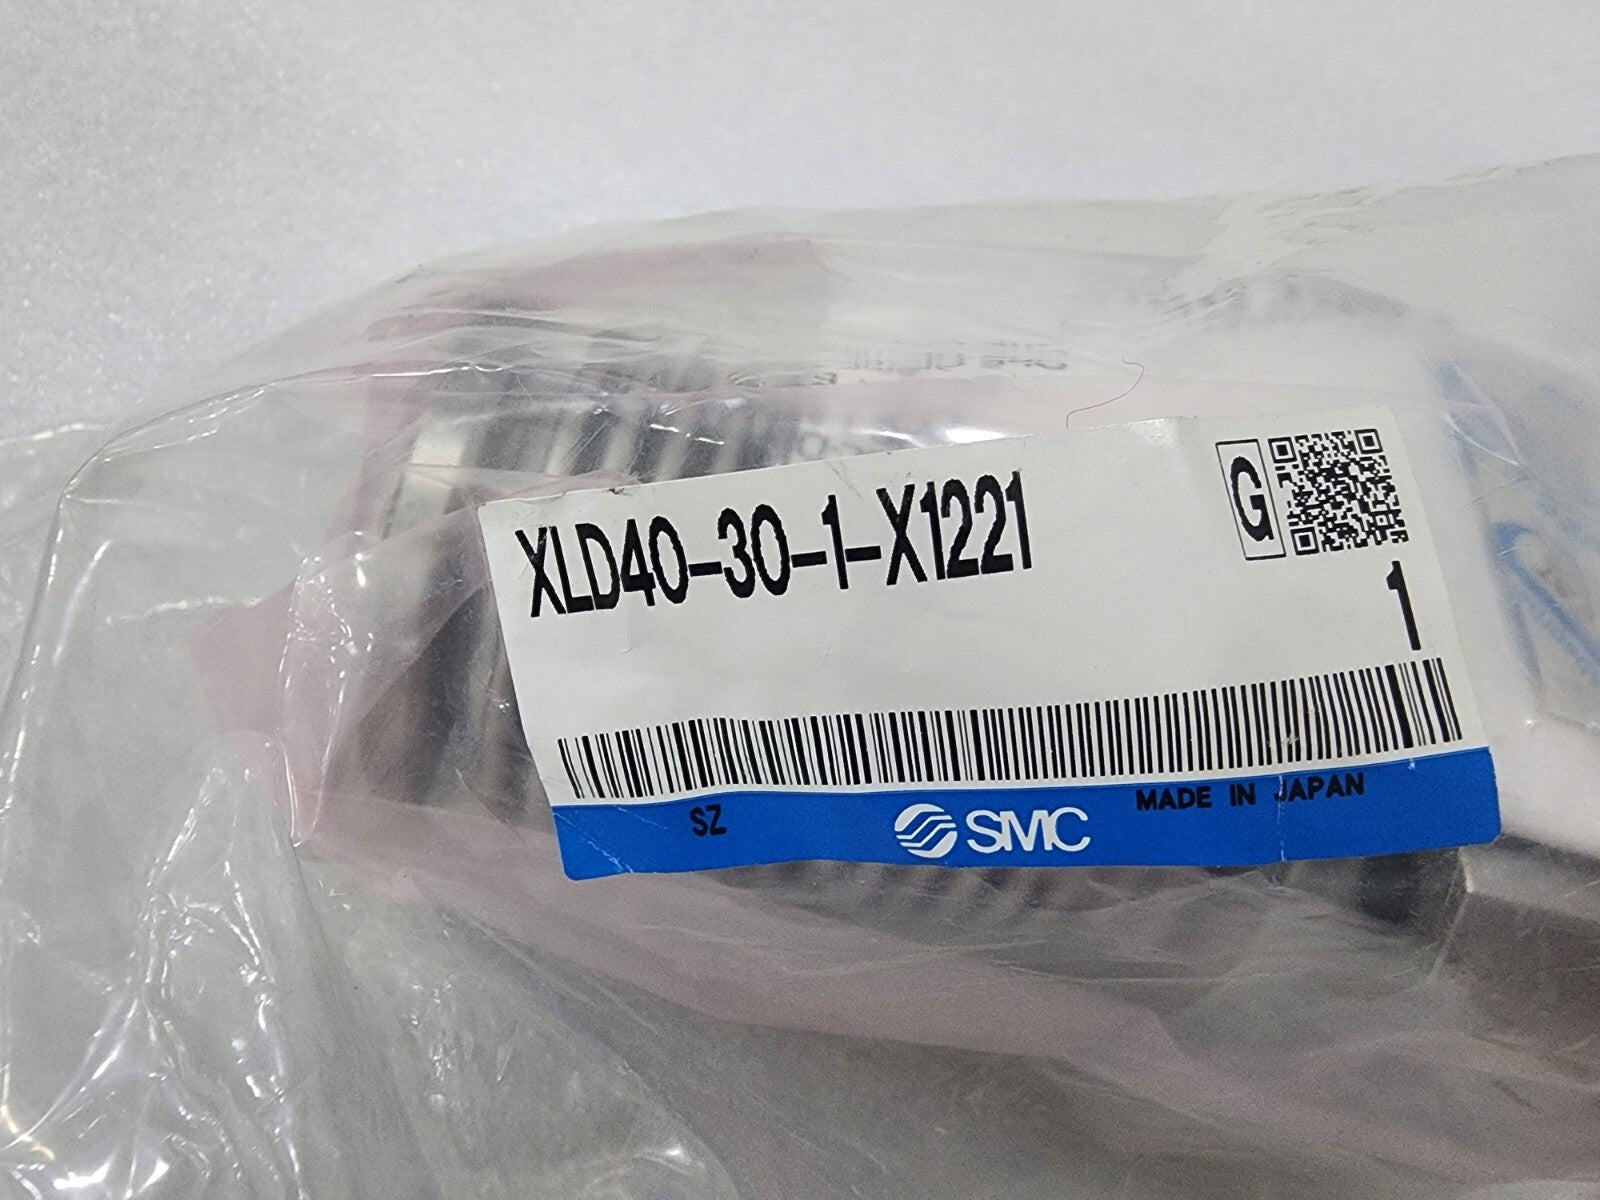 XLD40-30-1-X1221
G
1
SZ
SMC
MADE IN JAPAN